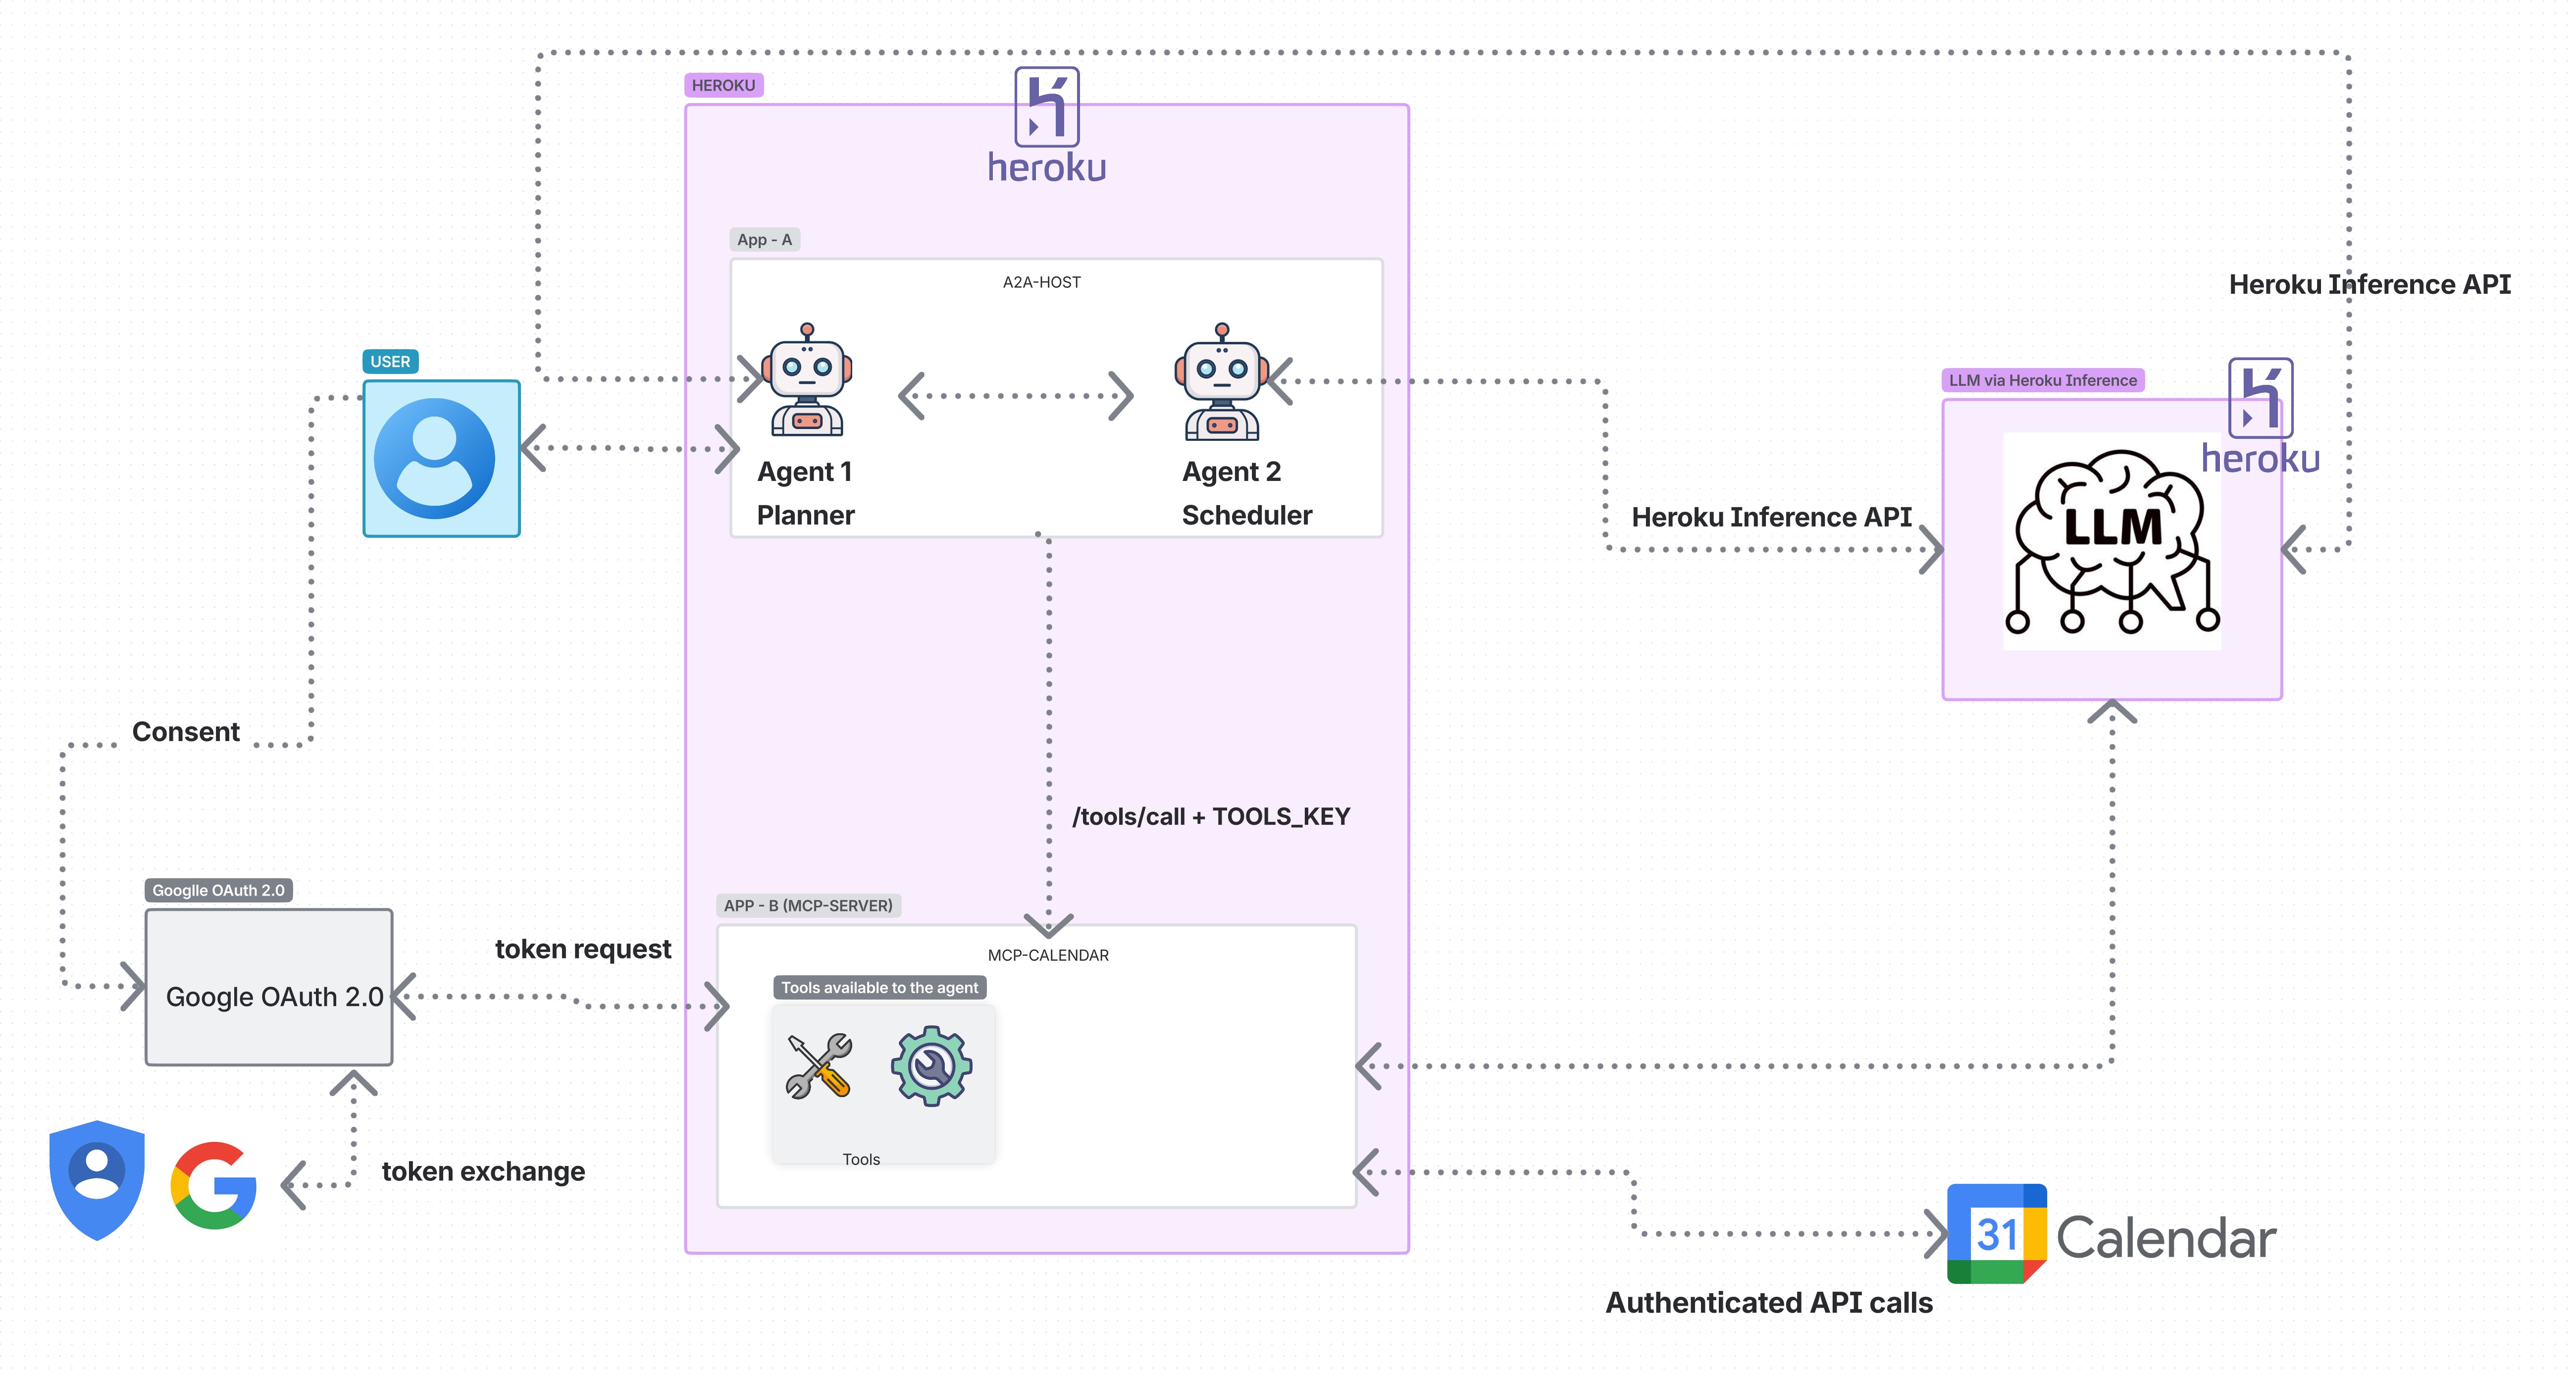 HEROKU
heroku
App - A
A2A-HOST
Agent 1
Planner
Agent 2
Scheduler
USER
Heroku Inference API
LLM via Heroku Inference
heroku
LLM
Heroku Inference API
Consent
/tools/call + TOOLS_KEY
Googlle OAuth 2.0
Google OAuth 2.0
token request
token exchange
APP - B (MCP-SERVER)
MCP-CALENDAR
Tools available to the agent
Tools
31
Calendar
Authenticated API calls